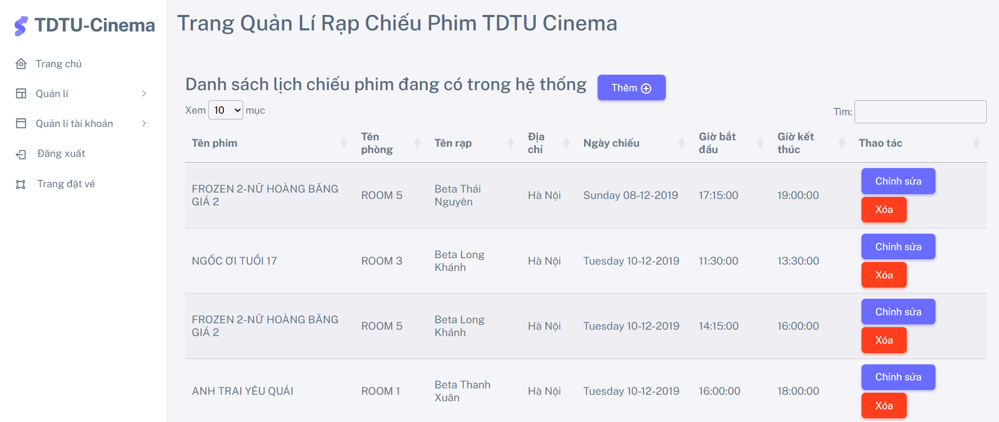 TDTU-Cinema
Trang chủ
Quản lí
Quản lí tài khoản
Đăng xuất
Trang đặt vé
Trang Quản Lí Rạp Chiếu Phim TDTU Cinema
Danh sách lịch chiếu phim đang có trong hệ thống Thêm
Xem 10 mục Tìm:
Tên phim Tên phòng Tên rạp Địa chỉ Ngày chiếu Giờ bắt đầu Giờ kết thúc Thao tác
FROZEN 2-NỮ HOÀNG BĂNG GIÁ 2 ROOM 5 Beta Thái Nguyên Hà Nội Sunday 08-12-2019 17:15:00 19:00:00 Chỉnh sửa Xóa
NGỐC ƠI TUỔI 17 ROOM 3 Beta Long Khánh Hà Nội Tuesday 10-12-2019 11:30:00 13:30:00 Chỉnh sửa Xóa
FROZEN 2-NỮ HOÀNG BĂNG GIÁ 2 ROOM 5 Beta Long Khánh Hà Nội Tuesday 10-12-2019 14:15:00 16:00:00 Chỉnh sửa Xóa
ANH TRAI YÊU QUÁI ROOM 1 Beta Thanh Xuân Hà Nội Tuesday 10-12-2019 16:00:00 18:00:00 Chỉnh sửa Xóa